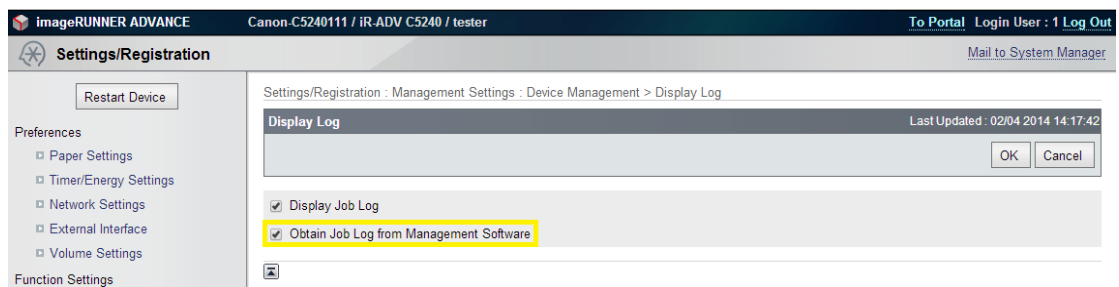 imageRUNNER ADVANCE Canon-C5240111 / iR-ADV C5240 / tester To Portal Login User : 1 Log Out
Settings/Registration Mail to System Manager
Restart Device
Preferences
Paper Settings
Timer/Energy Settings
Network Settings
External Interface
Volume Settings
Function Settings
Settings/Registration : Management Settings : Device Management > Display Log
Display Log Last Updated : 02/04 2014 14:17:42
OK Cancel
Display Job Log
Obtain Job Log from Management Software